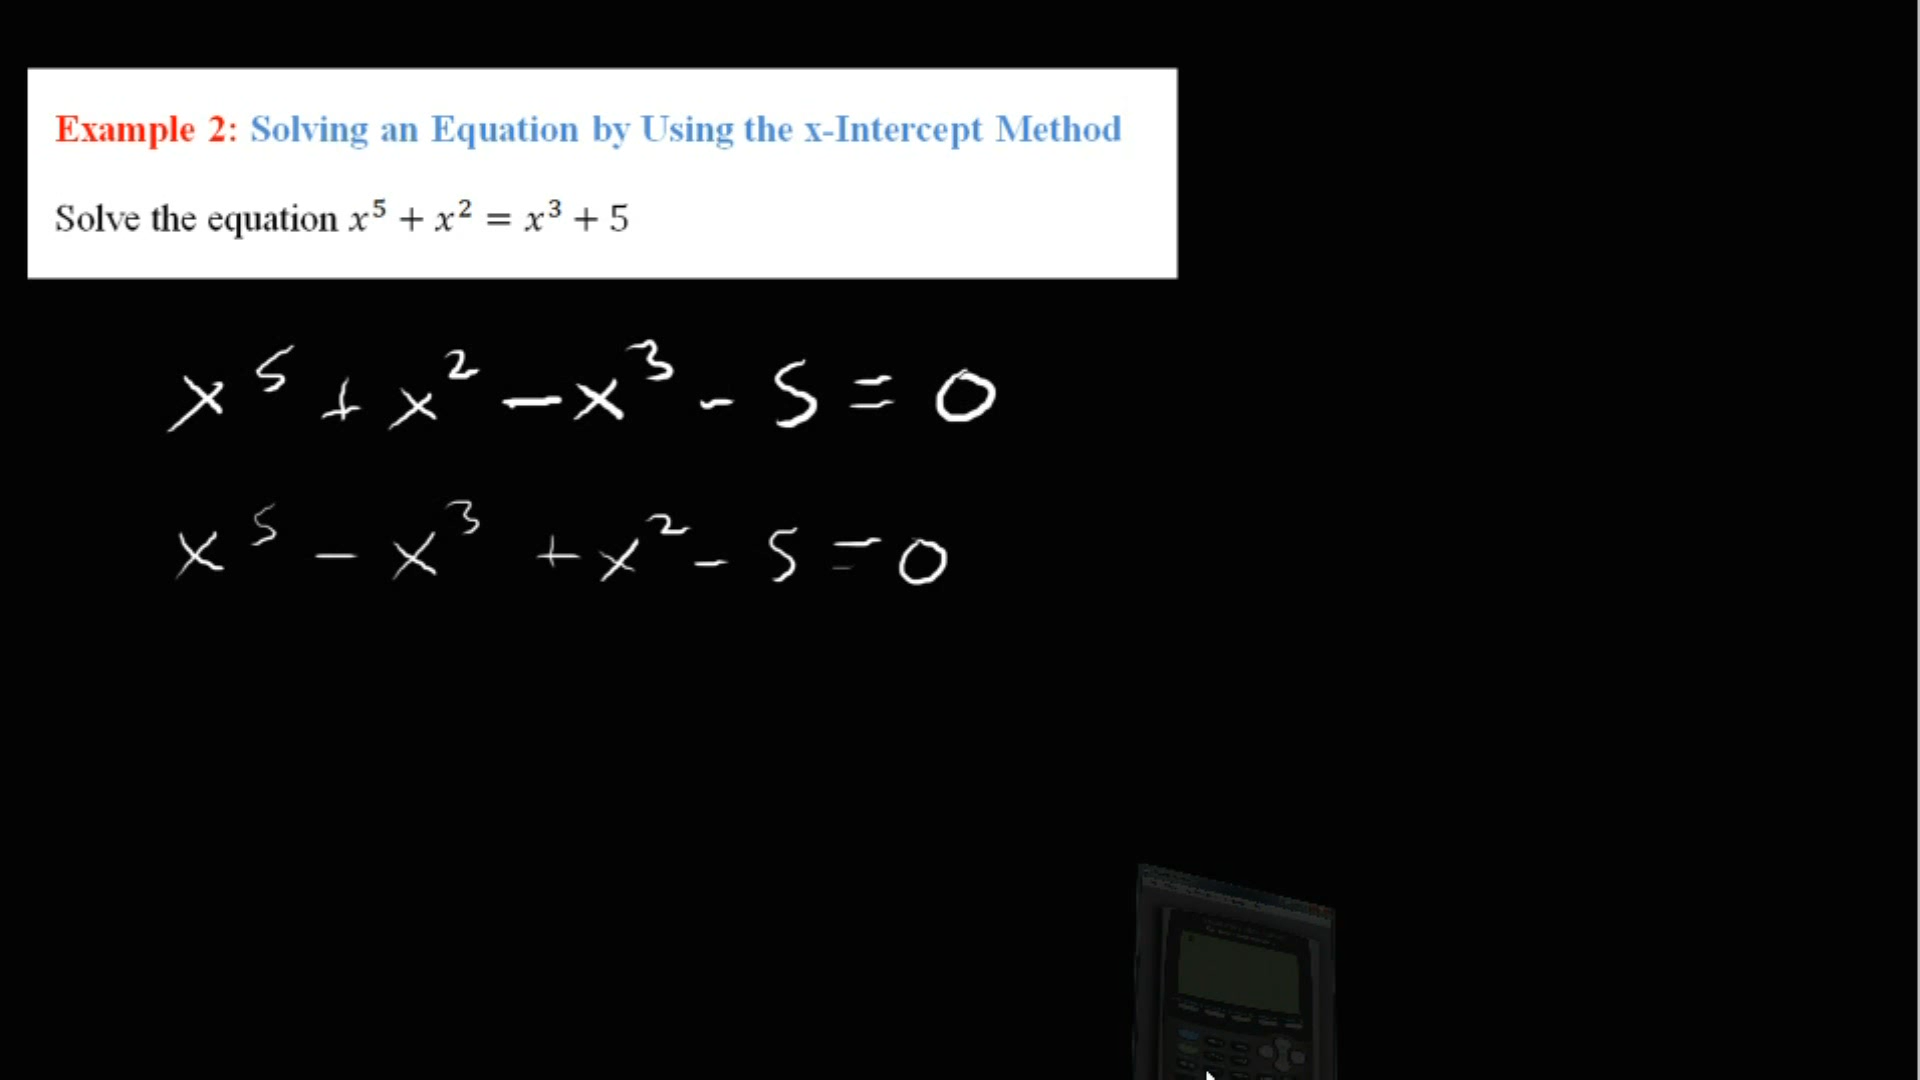 Example 2: Solving an Equation by Using the x-Intercept Method
Solve the equation x⁵ + x² = x³ + 5
x⁵ + x² - x³ - 5 = 0
x⁵ - x³ + x² - 5 = 0